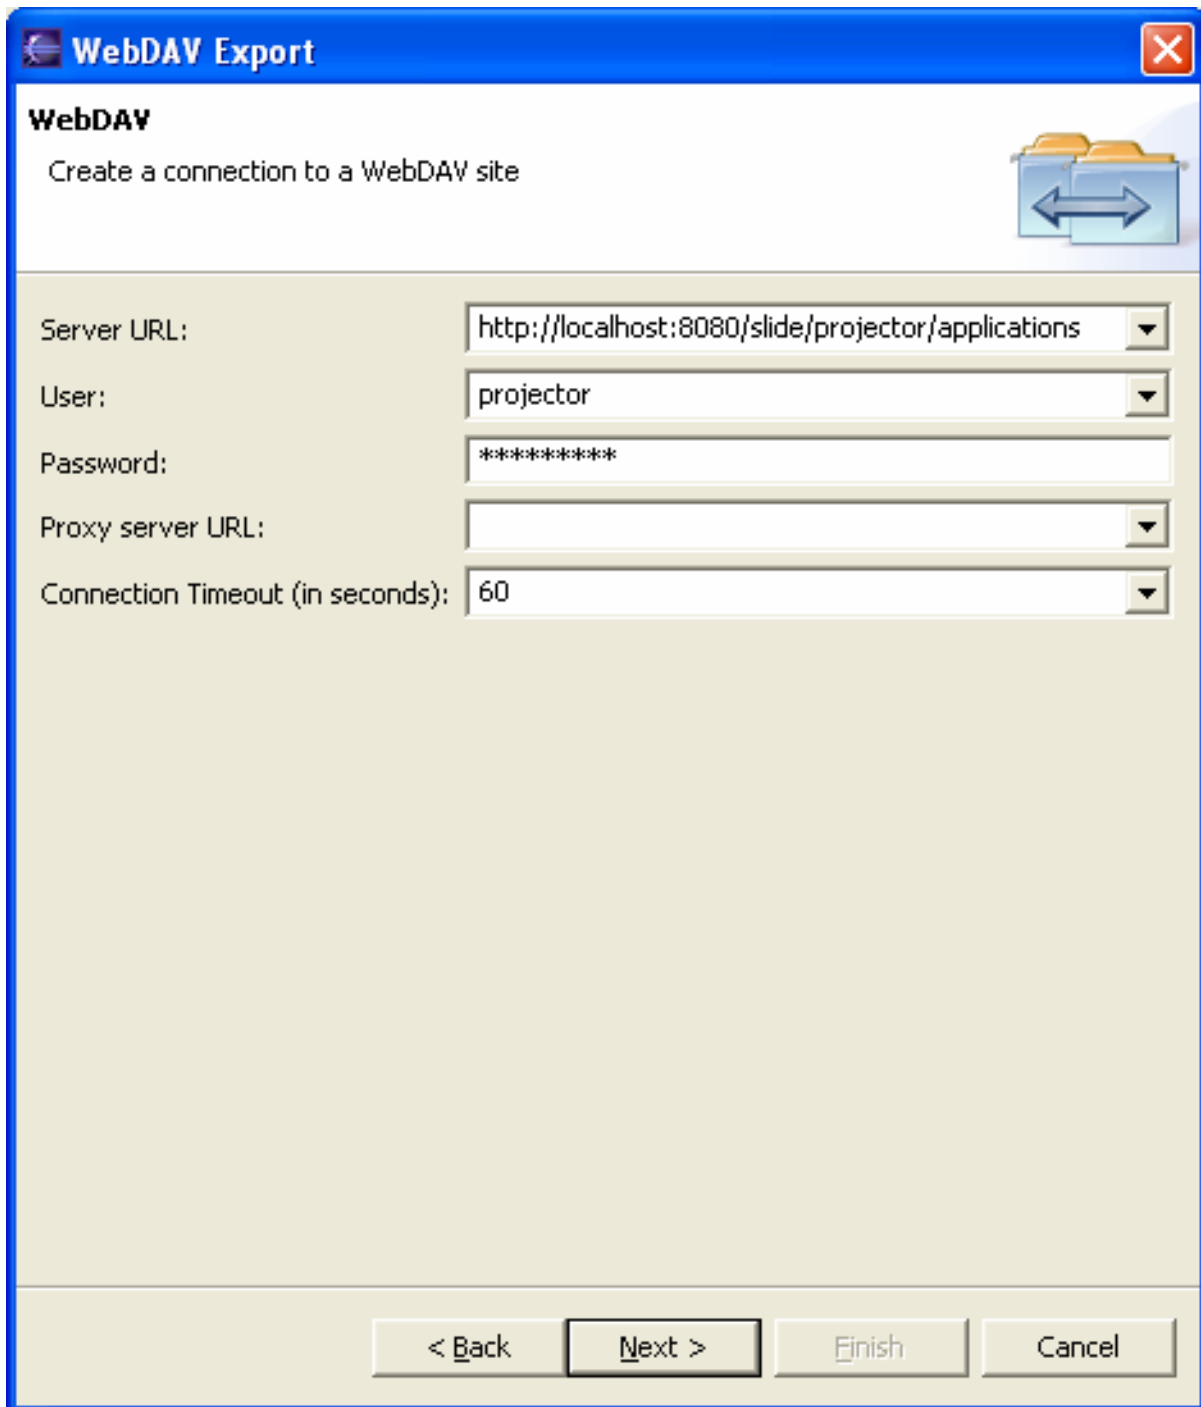 WebDAV Export
WebDAV
Create a connection to a WebDAV site
Server URL: http://localhost:8080/slide/projector/applications
User: projector
Password: *********
Proxy server URL:
Connection Timeout (in seconds): 60
< Back Next > Finish Cancel